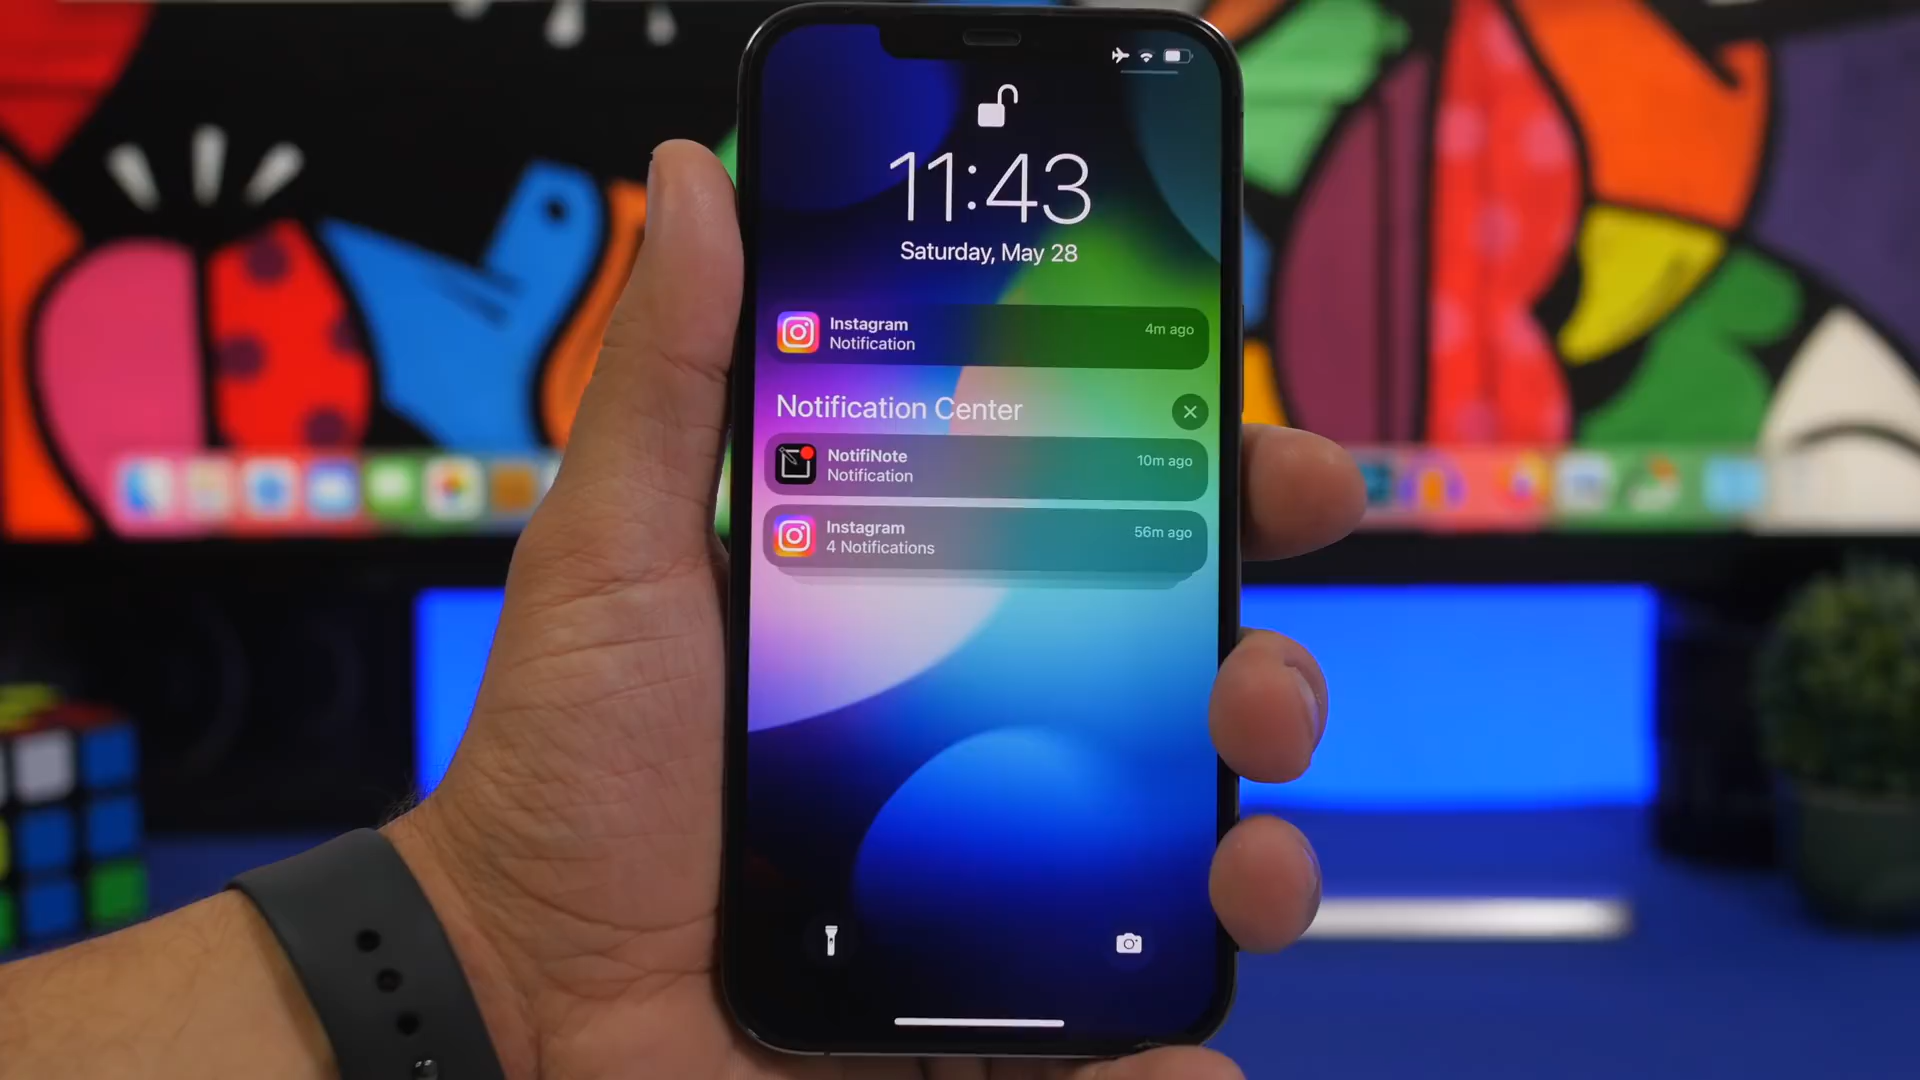 11:43
Saturday, May 28
Instagram
4m ago
Notification
Notification Center
NotifiNote
10m ago
Notification
Instagram
56m ago
4 Notifications